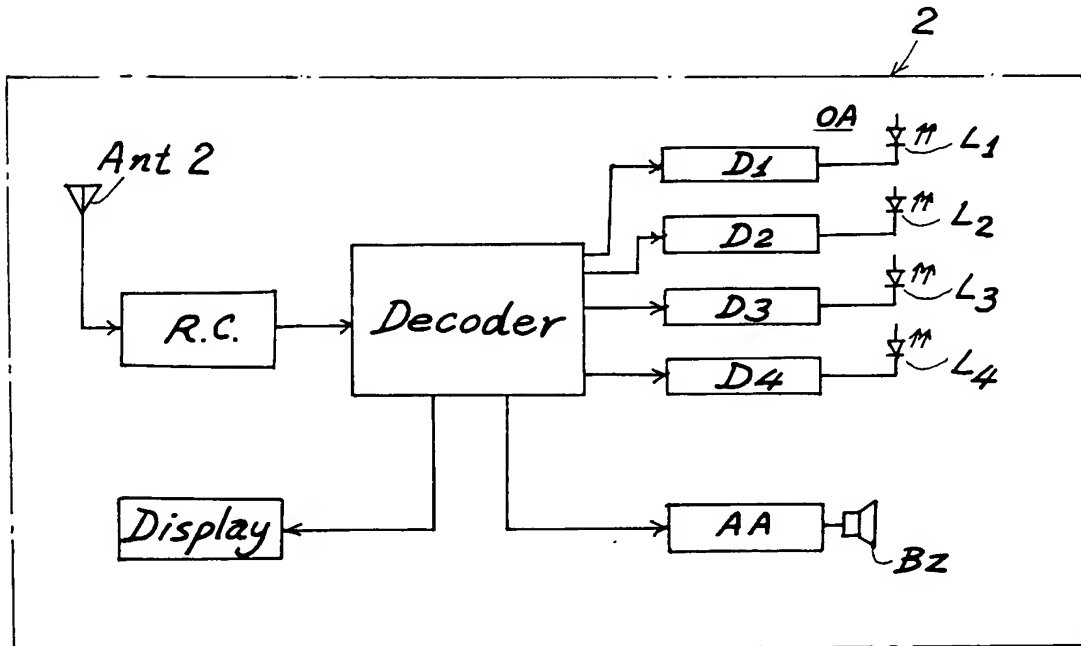 2
OA
Ant 2
D1
L1
D2
L2
R.C.
Decoder
D3
L3
D4
L4
Display
AA
Bz